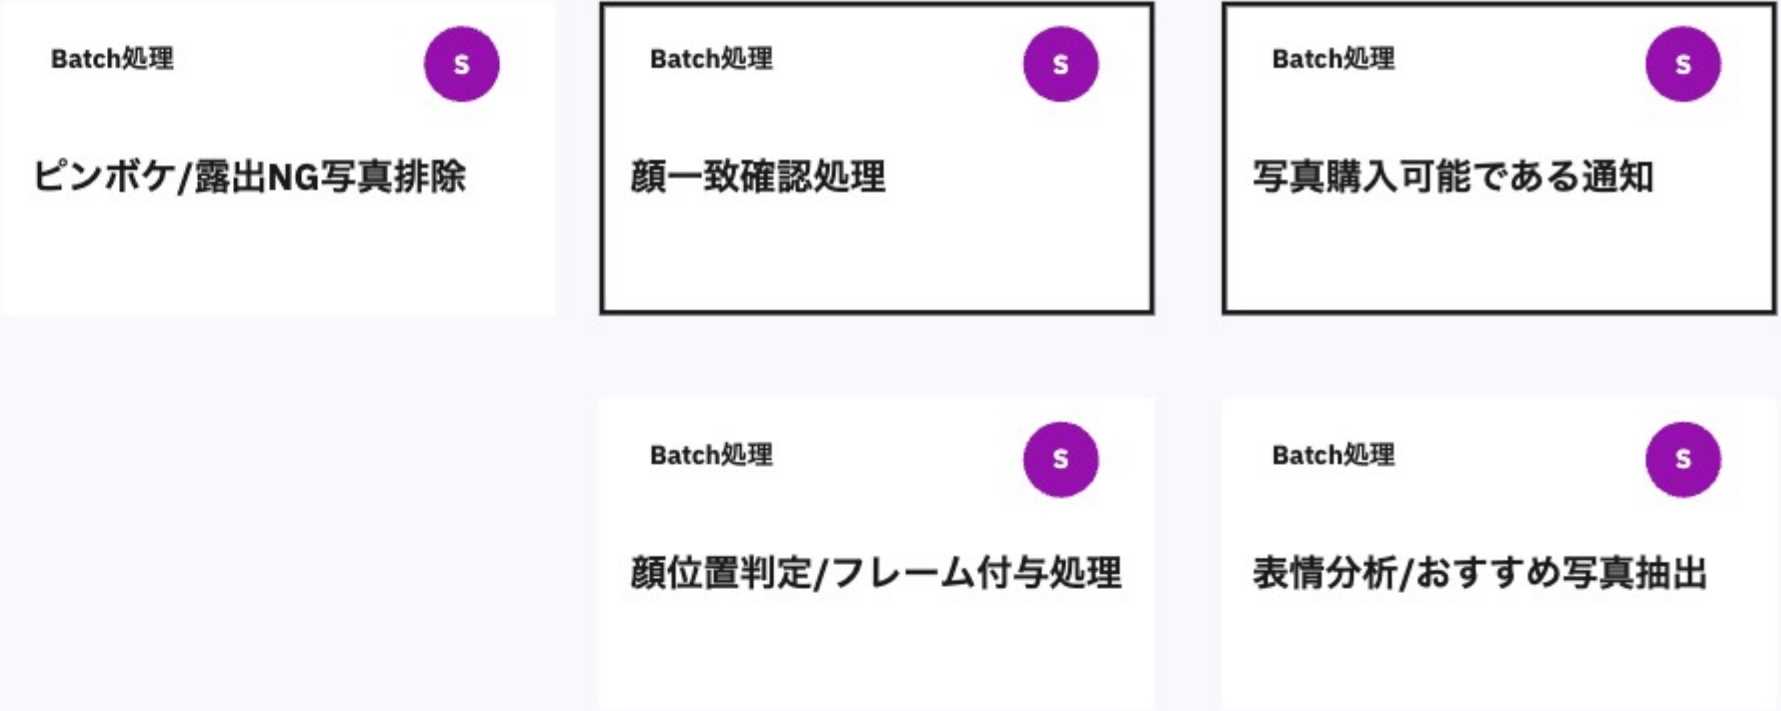 Batch処理
S
ピンボケ/露出NG写真排除
Batch処理
S
顔一致確認処理
Batch処理
S
写真購入可能である通知
Batch処理
S
顔位置判定/フレーム付与処理
Batch処理
S
表情分析/おすすめ写真抽出